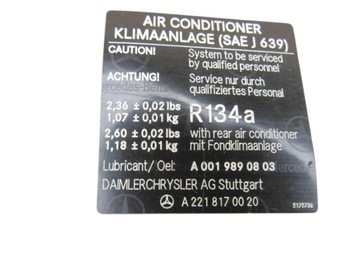 AIR CONDITIONER
KLIMAANLAGE (SAE J 639)
CAUTION! System to be serviced
by qualified personnel
ACHTUNG! Service nur durch
qualifiziertes Personal
2,36 ± 0,02 lbs
1,07 ± 0,01 kg R134a
2,60 ± 0,02 lbs with rear air conditioner
1,18 ± 0,01 kg mit Fondklimaanlage
Lubricant/ Oel: A 001 989 08 03
DAIMLERCHRYSLER AG Stuttgart
A 221 817 00 20